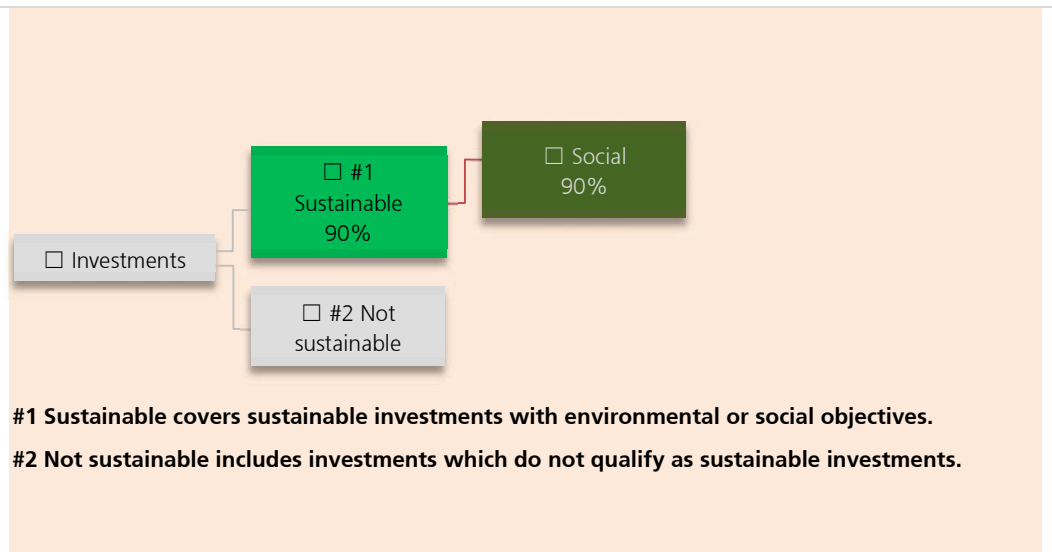 ☐ Social
90%
☐ #1
Sustainable
90%
☐ Investments
☐ #2 Not
sustainable
#1 Sustainable covers sustainable investments with environmental or social objectives.
#2 Not sustainable includes investments which do not qualify as sustainable investments.